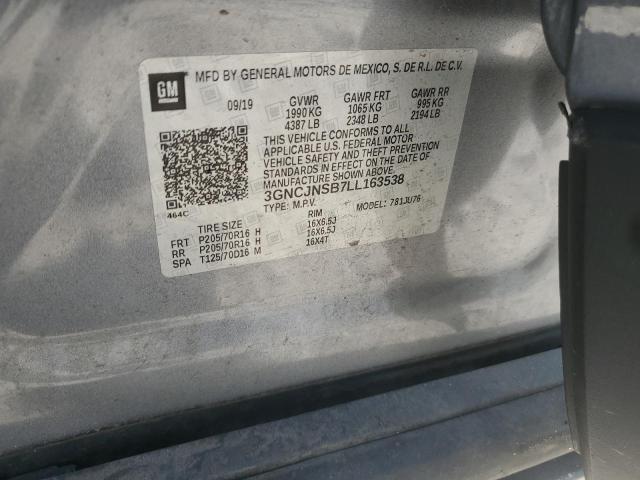 GM
MFD BY GENERAL MOTORS DE MEXICO, S. DE R.L. DE C.V.
09/19 GVWR GAWR FRT GAWR RR
1990 KG 1065 KG 995 KG
4387 LB 2348 LB 2194 LB
THIS VEHICLE CONFORMS TO ALL
APPLICABLE U.S. FEDERAL MOTOR
VEHICLE SAFETY AND THEFT PREVENTION
STANDARDS IN EFFECT ON THE DATE OF
MANUFACTURE SHOWN ABOVE.
3GNCJNSB7LL163538
464C TYPE: M.P.V. MODEL: 781JU76
TIRE SIZE RIM
FRT P205/70R16 H 16X6.5J
RR P205/70R16 H 16X6.5J
SPA T125/70D16 M 16X4T